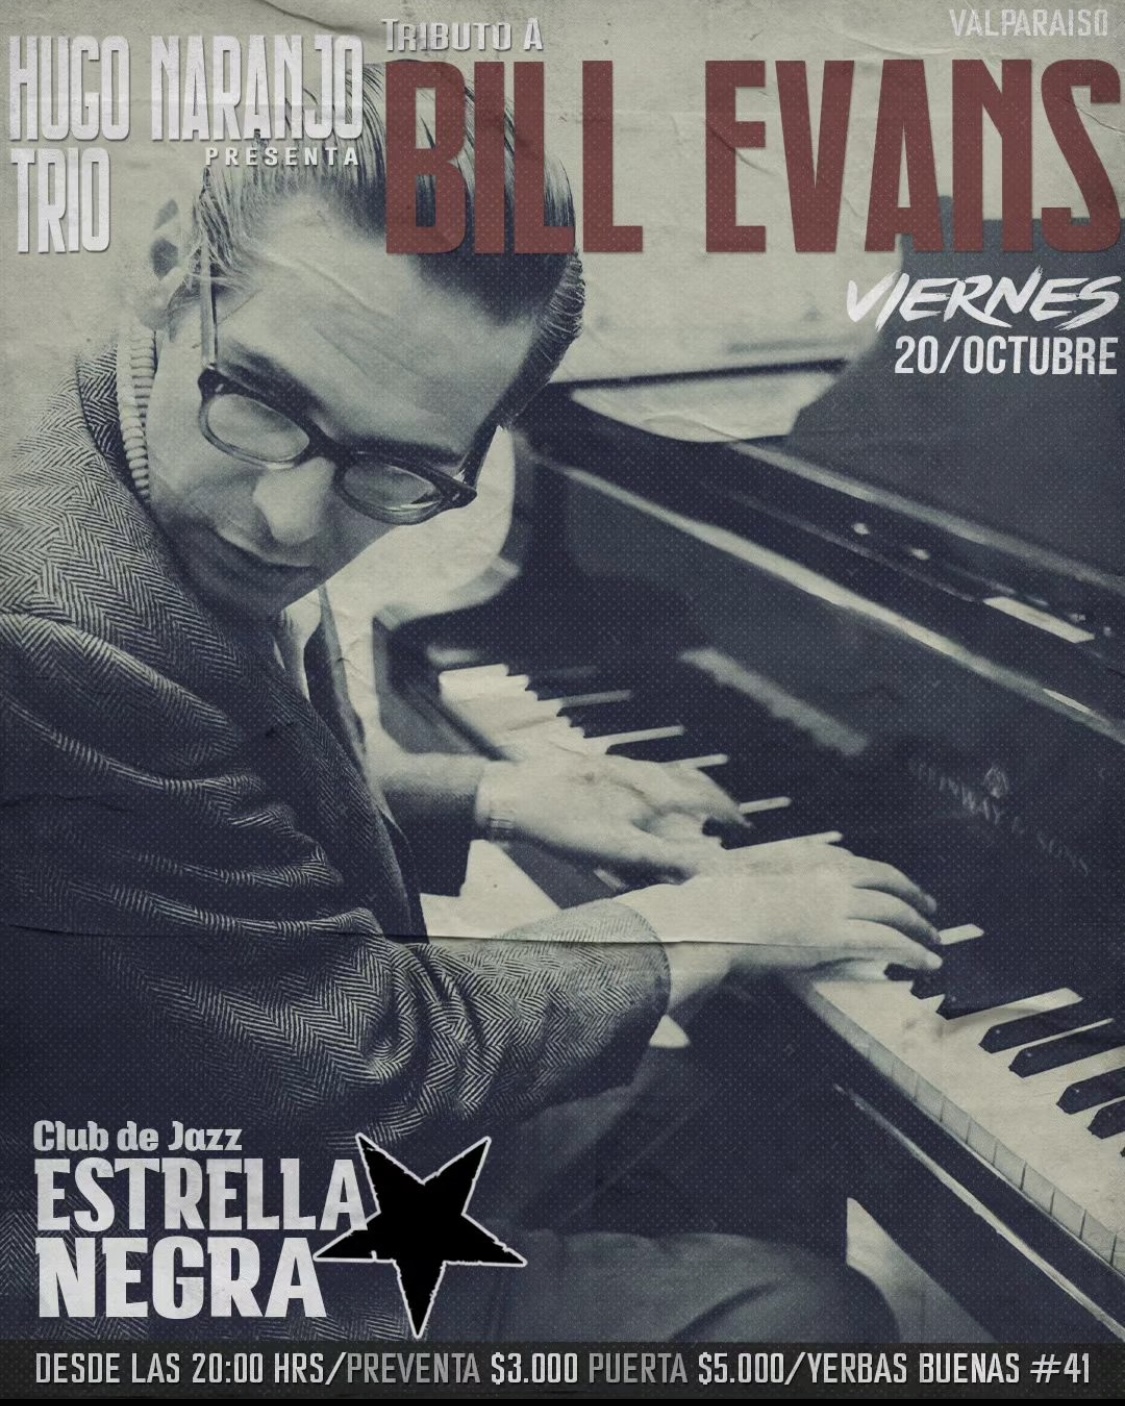 HUGO NARANJO
TRIO
PRESENTA
TRIBUTO A
BILL EVANS
VALPARAISO
VIERNES
20/OCTUBRE
Club de Jazz
ESTRELLA
NEGRA
DESDE LAS 20:00 HRS/PREVENTA $3.000 PUERTA $5.000/YERBAS BUENAS #41